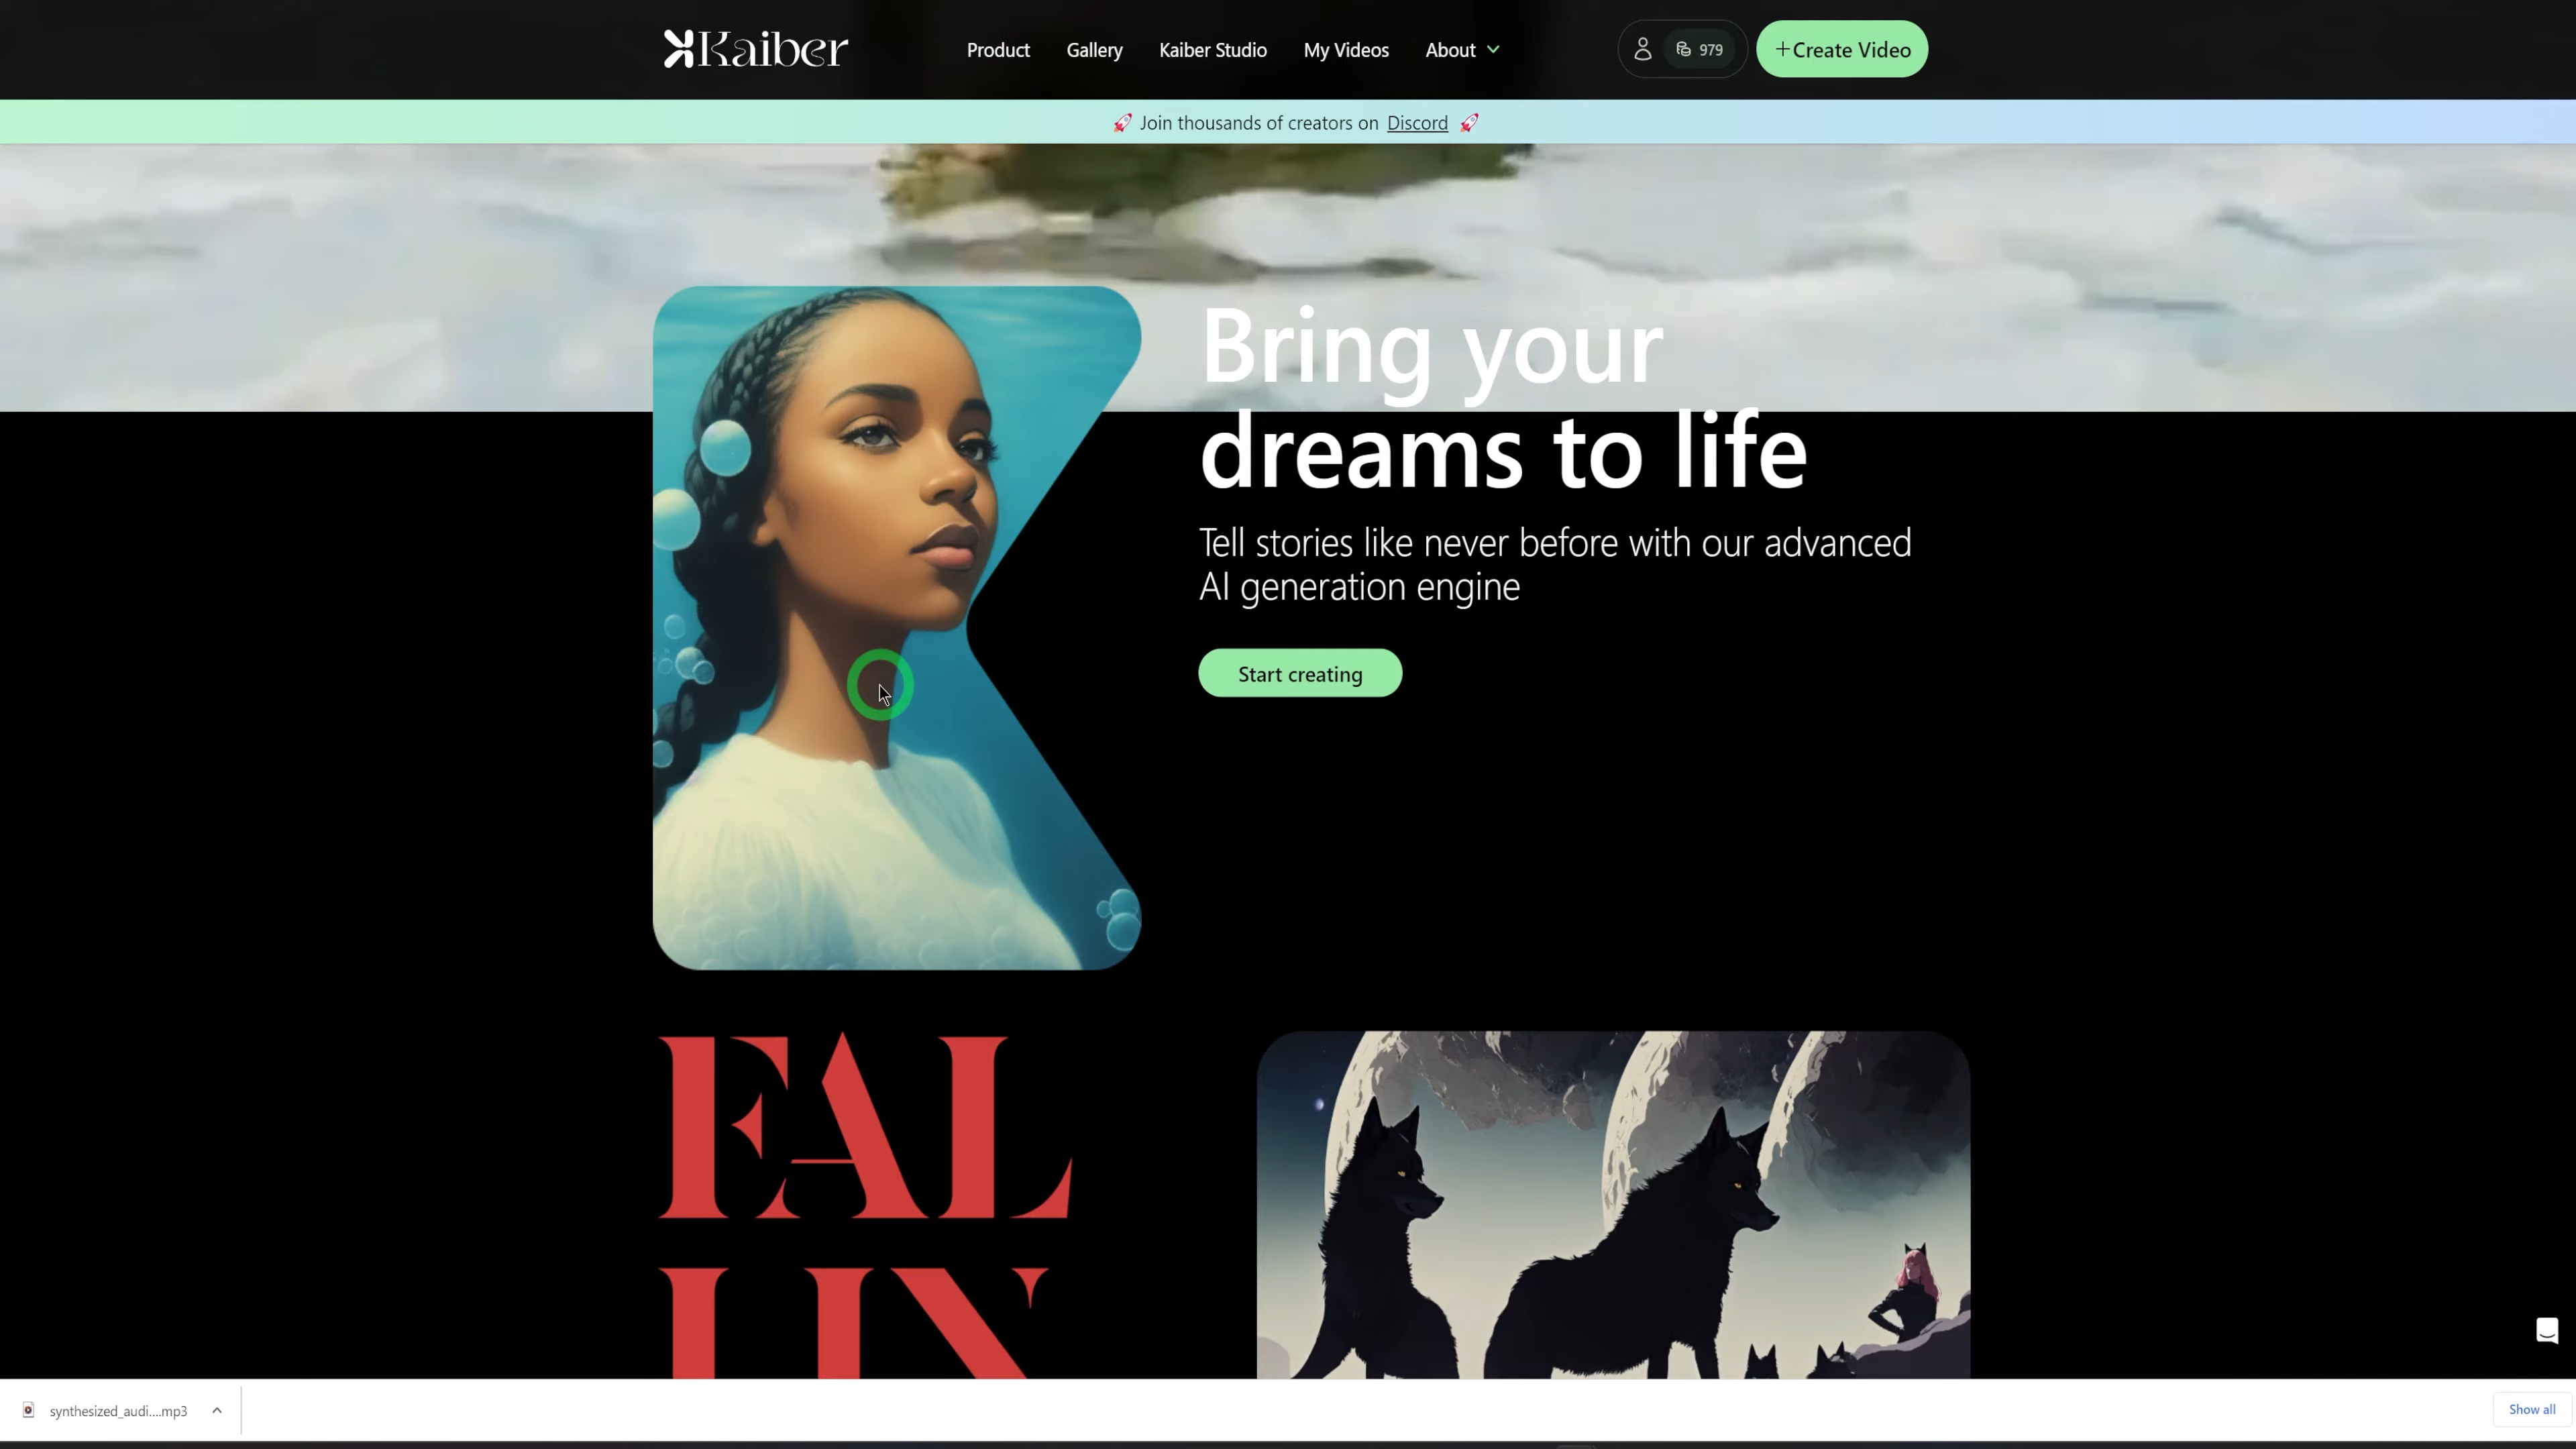 Kaiber
Product
Gallery
Kaiber Studio
My Videos
About
979
+Create Video
🚀 Join thousands of creators on Discord 🚀
Bring your
dreams to life
Tell stories like never before with our advanced
AI generation engine
Start creating
FAL
LIN
synthesized_audi....mp3
Show all